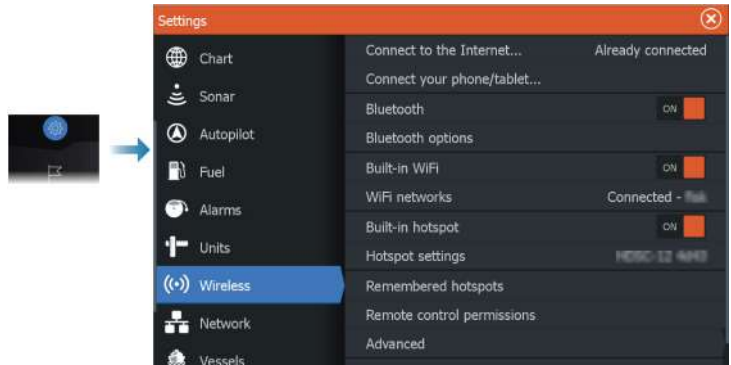 Settings
Chart
Sonar
Autopilot
Fuel
Alarms
Units
Wireless
Network
Vessels
Connect to the Internet... Already connected
Connect your phone/tablet...
Bluetooth ON
Bluetooth options
Built-in WiFi ON
WiFi networks Connected -
Built-in hotspot ON
Hotspot settings
Remembered hotspots
Remote control permissions
Advanced